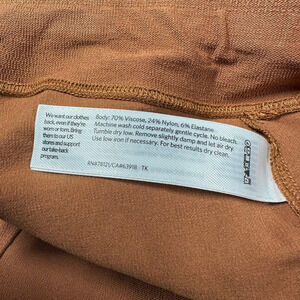 We want our clothes
back, even if they're
worn or torn. Bring
them to our US
stores and support
our take-back
program.
Body: 70% Viscose, 24% Nylon, 6% Elastane.
Machine wash cold separately gentle cycle. No bleach.
Tumble dry low. Remove slightly damp and let air dry.
Use low iron if necessary. For best results dry clean.
RN#78121/CA#63918 - TK